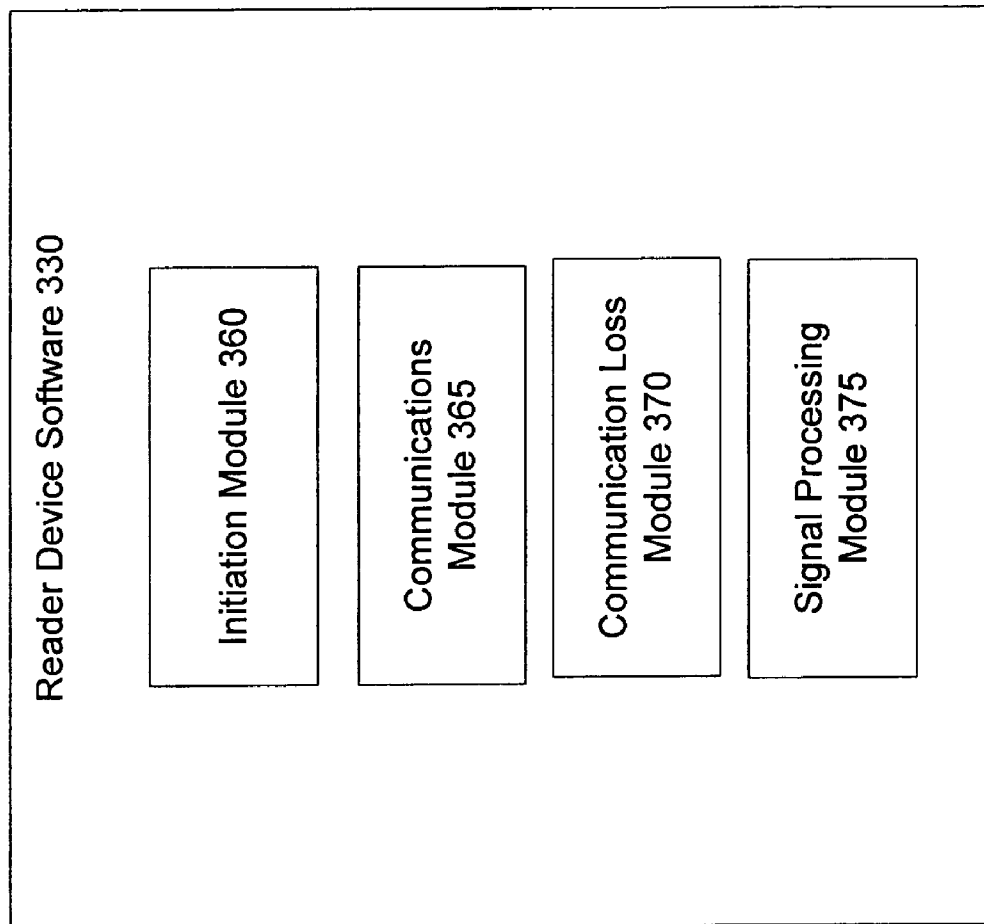 Reader Device Software 330
Initiation Module 360
Communications
Module 365
Communication Loss
Module 370
Signal Processing
Module 375